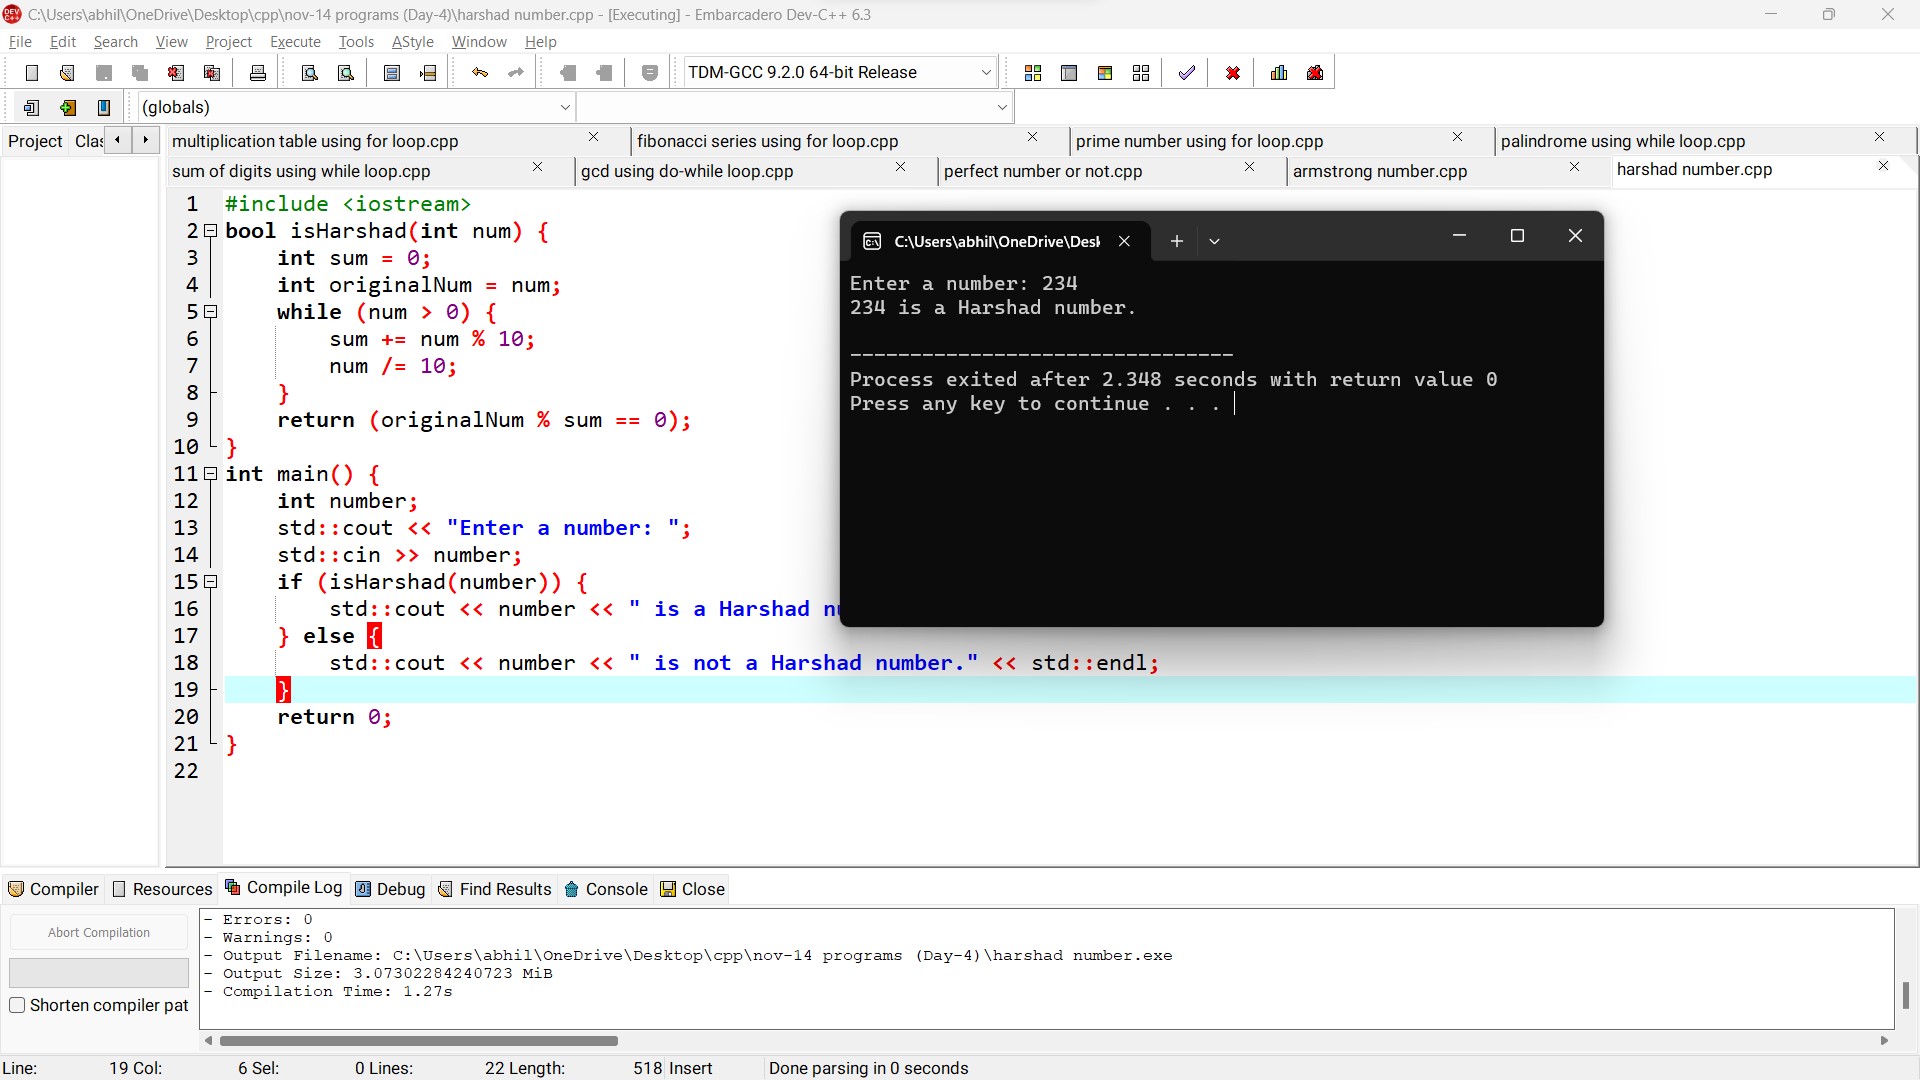 C:\Users\abhil\OneDrive\Desktop\cpp\nov-14 programs (Day-4)\harshad number.cpp - [Executing] - Embarcadero Dev-C++ 6.3
File Edit Search View Project Execute Tools AStyle Window Help
TDM-GCC 9.2.0 64-bit Release
(globals)
Project Clas
multiplication table using for loop.cpp fibonacci series using for loop.cpp prime number using for loop.cpp palindrome using while loop.cpp
sum of digits using while loop.cpp gcd using do-while loop.cpp perfect number or not.cpp armstrong number.cpp harshad number.cpp
1 #include <iostream>
2 bool isHarshad(int num) {
3 int sum = 0;
4 int originalNum = num;
5 while (num > 0) {
6 sum += num % 10;
7 num /= 10;
8 }
9 return (originalNum % sum == 0);
10 }
11 int main() {
12 int number;
13 std::cout << "Enter a number: ";
14 std::cin >> number;
15 if (isHarshad(number)) {
16 std::cout << number << " is a Harshad nu
17 } else {
18 std::cout << number << " is not a Harshad number." << std::endl;
19 }
20 return 0;
21 }
22
C:\Users\abhil\OneDrive\Desk
Enter a number: 234
234 is a Harshad number.
--------------------------------
Process exited after 2.348 seconds with return value 0
Press any key to continue . . .
Compiler Resources Compile Log Debug Find Results Console Close
Abort Compilation
Shorten compiler pat
- Errors: 0
- Warnings: 0
- Output Filename: C:\Users\abhil\OneDrive\Desktop\cpp\nov-14 programs (Day-4)\harshad number.exe
- Output Size: 3.07302284240723 MiB
- Compilation Time: 1.27s
Line: 19 Col: 6 Sel: 0 Lines: 22 Length: 518 Insert Done parsing in 0 seconds